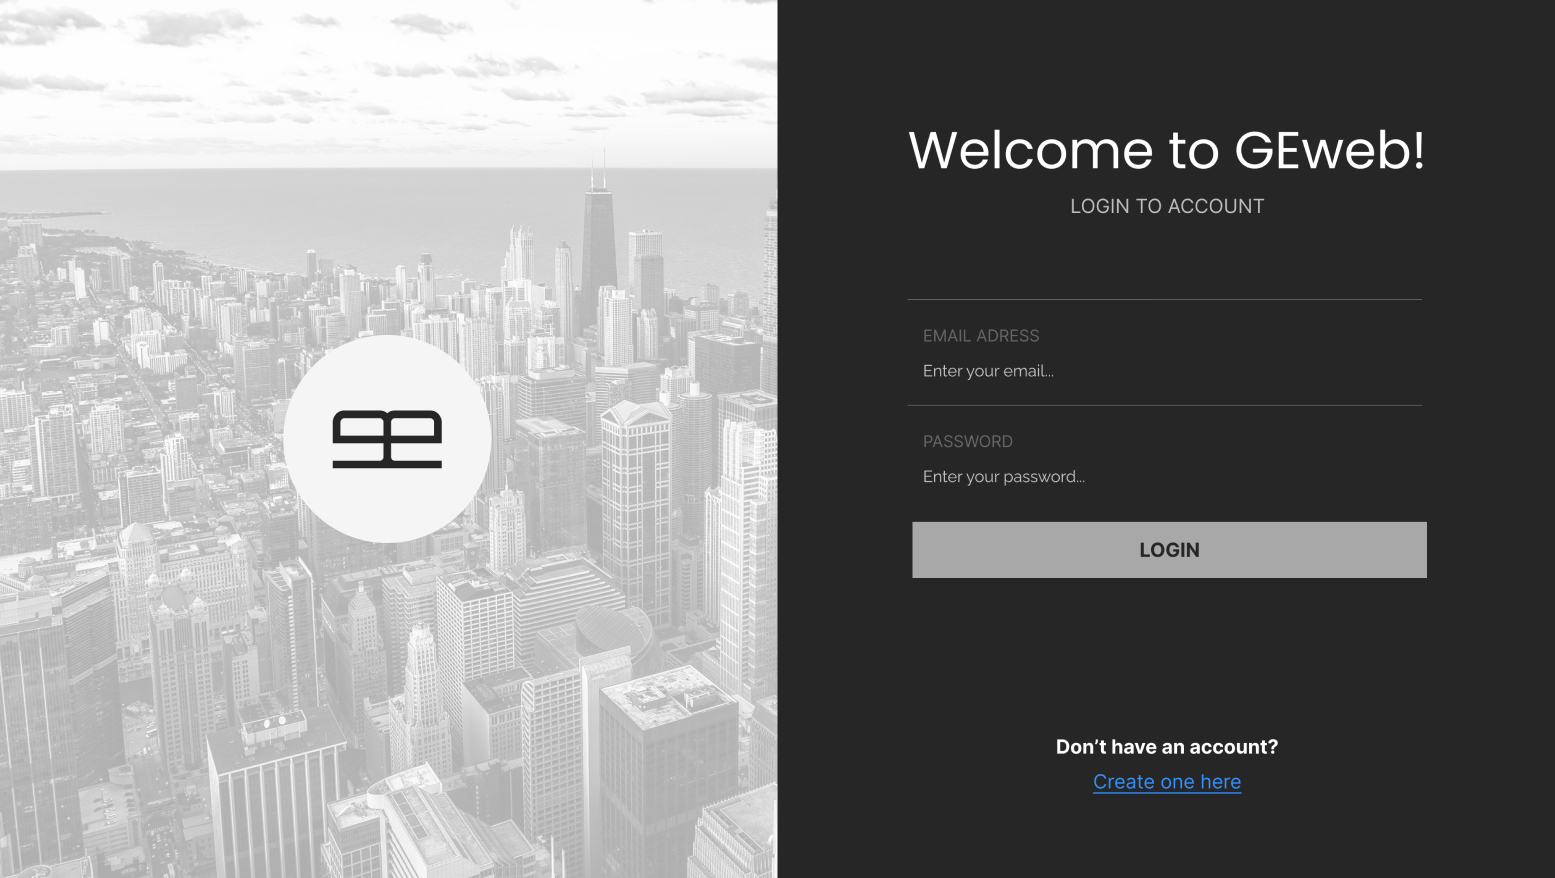 Welcome to GEweb!
LOGIN TO ACCOUNT
EMAIL ADRESS
Enter your email...
PASSWORD
Enter your password...
LOGIN
Don’t have an account?
Create one here